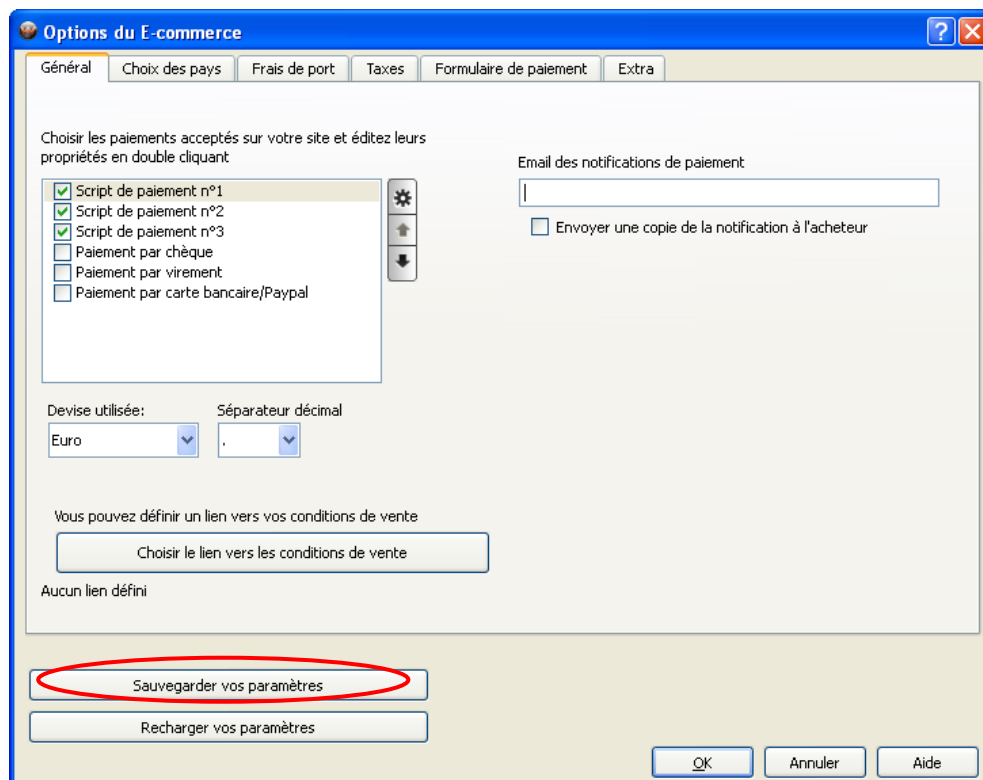 Options du E-commerce
?
Général Choix des pays Frais de port Taxes Formulaire de paiement Extra
Choisir les paiements acceptés sur votre site et éditez leurs
propriétés en double cliquant
Script de paiement n°1
Script de paiement n°2
Script de paiement n°3
Paiement par chèque
Paiement par virement
Paiement par carte bancaire/Paypal
Email des notifications de paiement
Envoyer une copie de la notification à l'acheteur
Devise utilisée: Séparateur décimal
Euro .
Vous pouvez définir un lien vers vos conditions de vente
Choisir le lien vers les conditions de vente
Aucun lien défini
Sauvegarder vos paramètres
Recharger vos paramètres
OK Annuler Aide